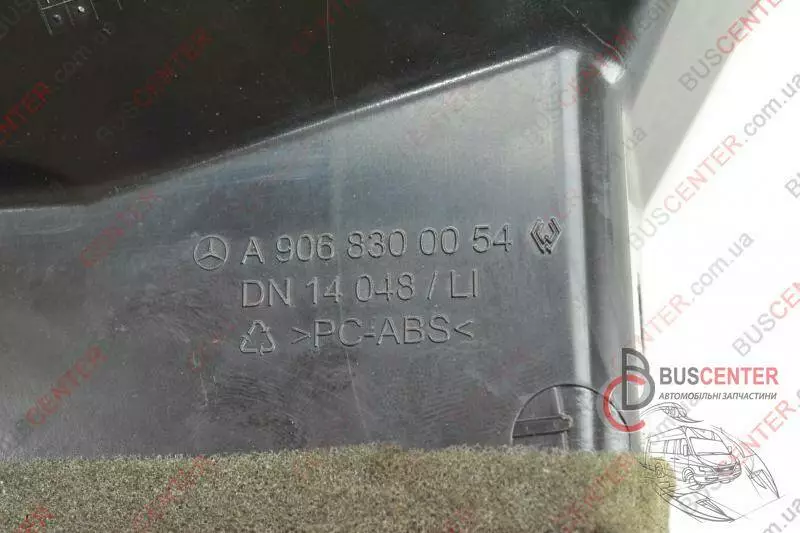 A 906 830 00 54
DN 14 048 / LI
>PC-ABS<
BUSCENTER
АВТОМОБІЛЬНІ ЗАПЧАСТИНИ
BUSCENTER.com.ua